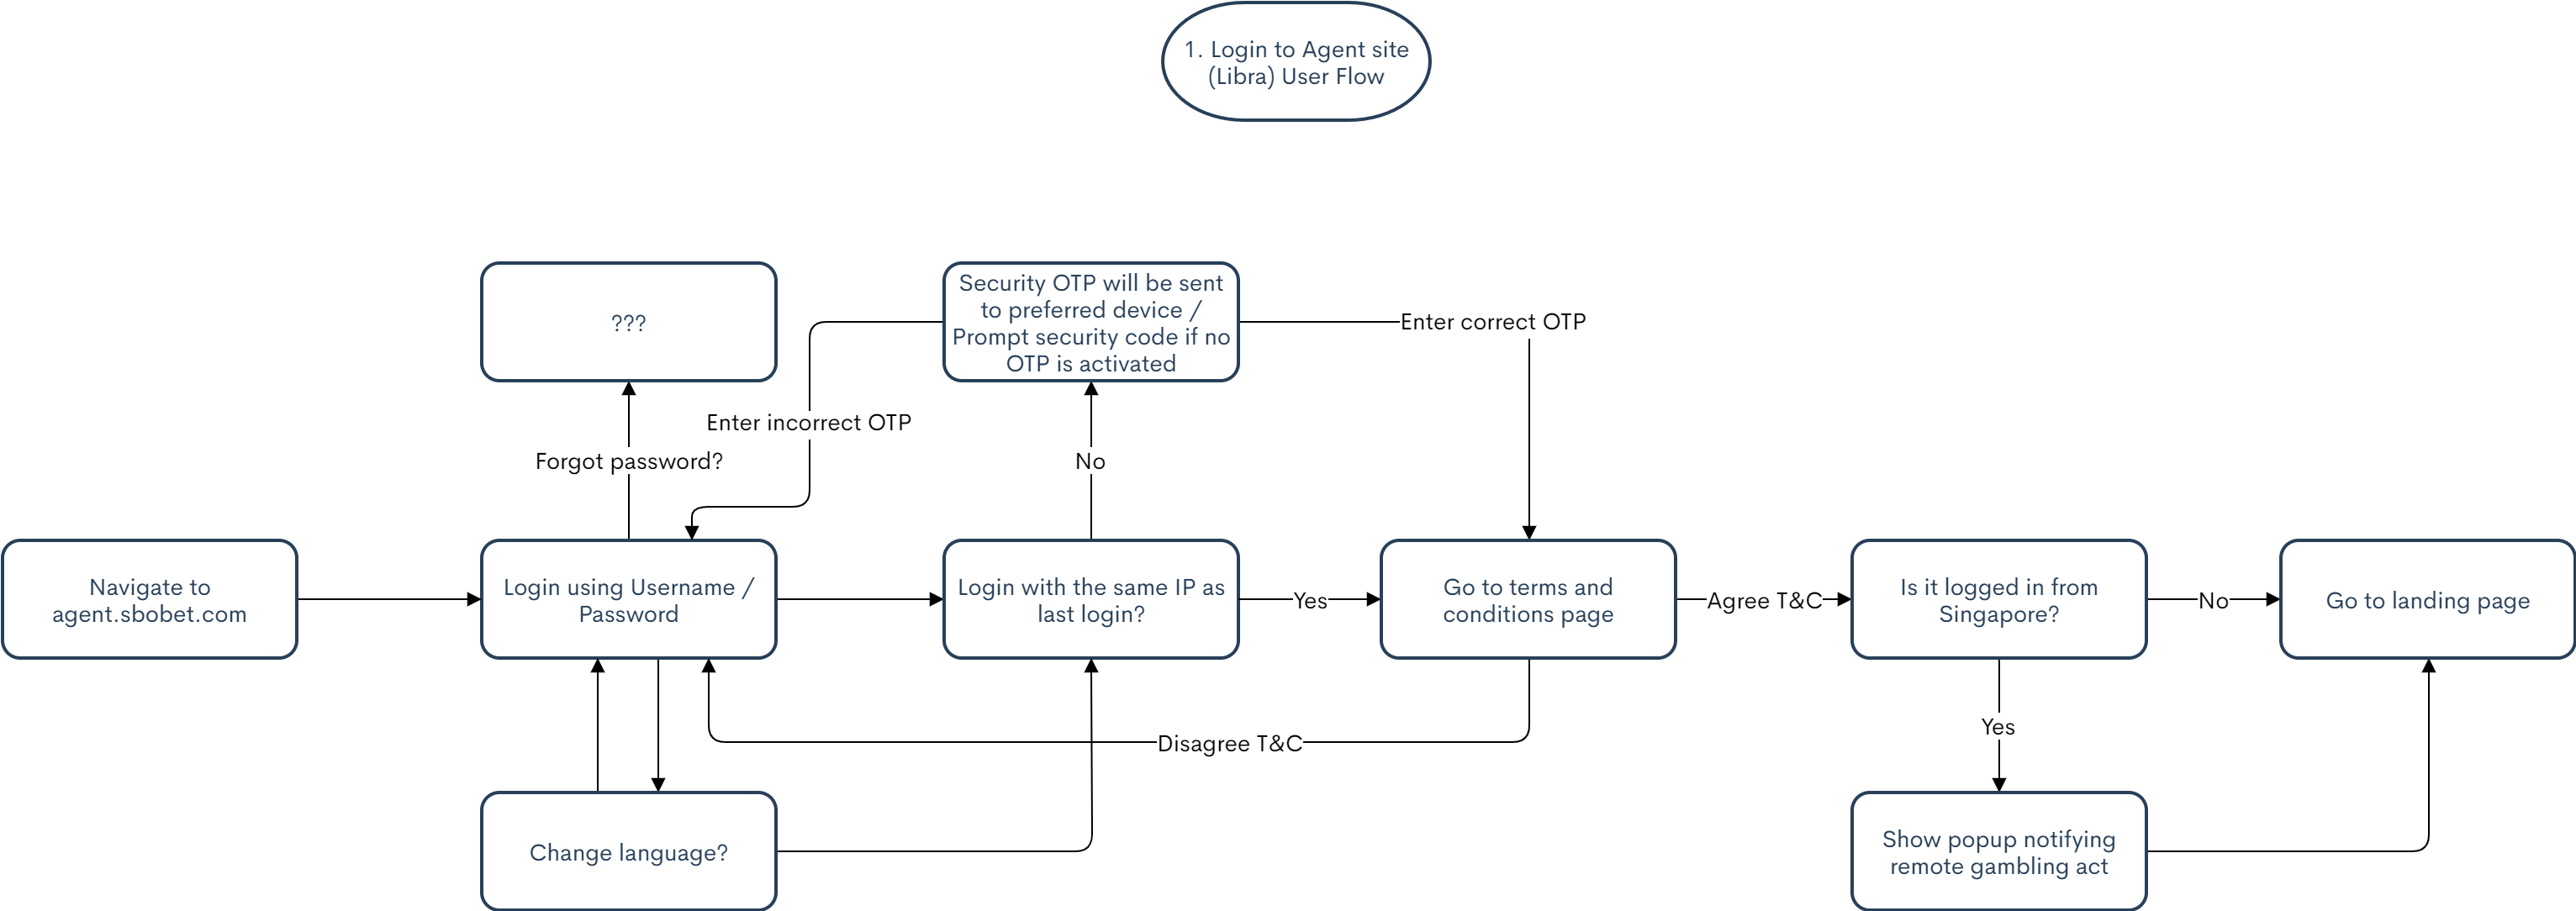 1. Login to Agent site
(Libra) User Flow
???
Security OTP will be sent
to preferred device /
Prompt security code if no
OTP is activated
Enter correct OTP
Enter incorrect OTP
Forgot password?
No
Navigate to
agent.sbobet.com
Login using Username /
Password
Login with the same IP as
last login?
Yes
Go to terms and
conditions page
Agree T&C
Is it logged in from
Singapore?
No
Go to landing page
Disagree T&C
Yes
Change language?
Show popup notifying
remote gambling act